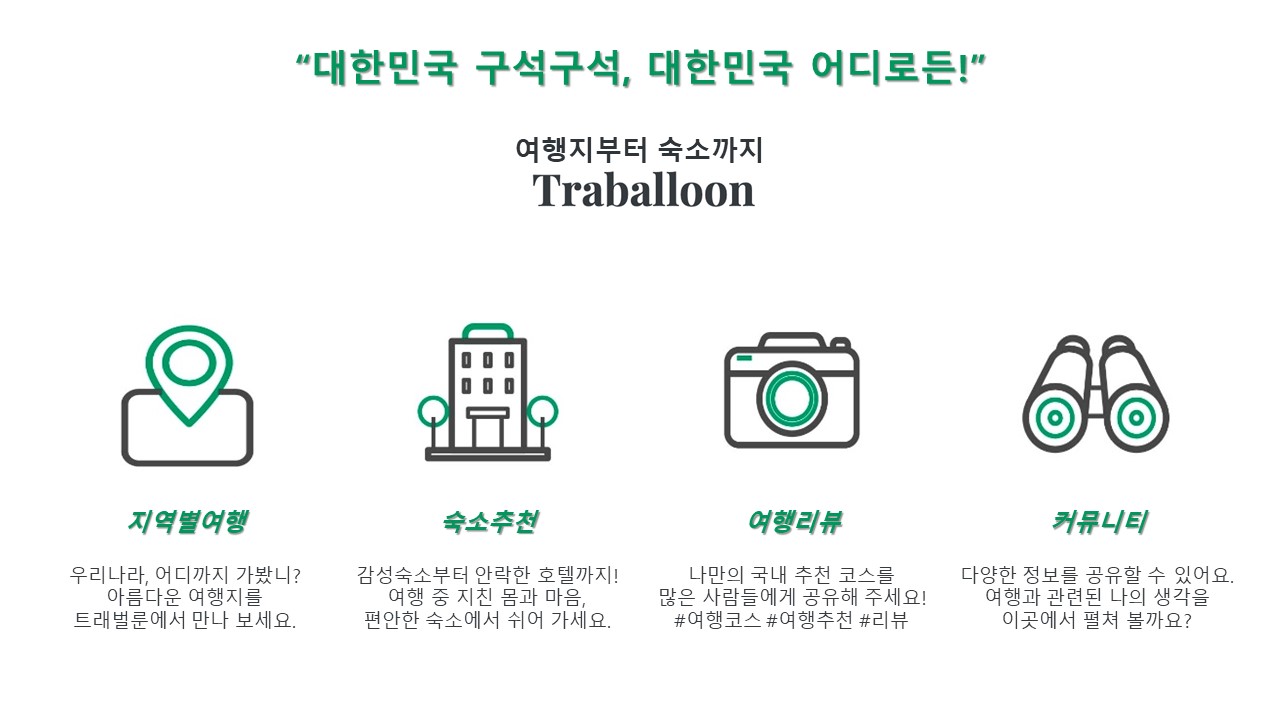 “대한민국 구석구석, 대한민국 어디로든!”
여행지부터 숙소까지
Traballoon
지역별여행
우리나라, 어디까지 가봤니?
아름다운 여행지를
트래벌룬에서 만나 보세요.
숙소추천
감성숙소부터 안락한 호텔까지!
여행 중 지친 몸과 마음,
편안한 숙소에서 쉬어 가세요.
여행리뷰
나만의 국내 추천 코스를
많은 사람들에게 공유해 주세요!
#여행코스 #여행추천 #리뷰
커뮤니티
다양한 정보를 공유할 수 있어요.
여행과 관련된 나의 생각을
이곳에서 펼쳐 볼까요?